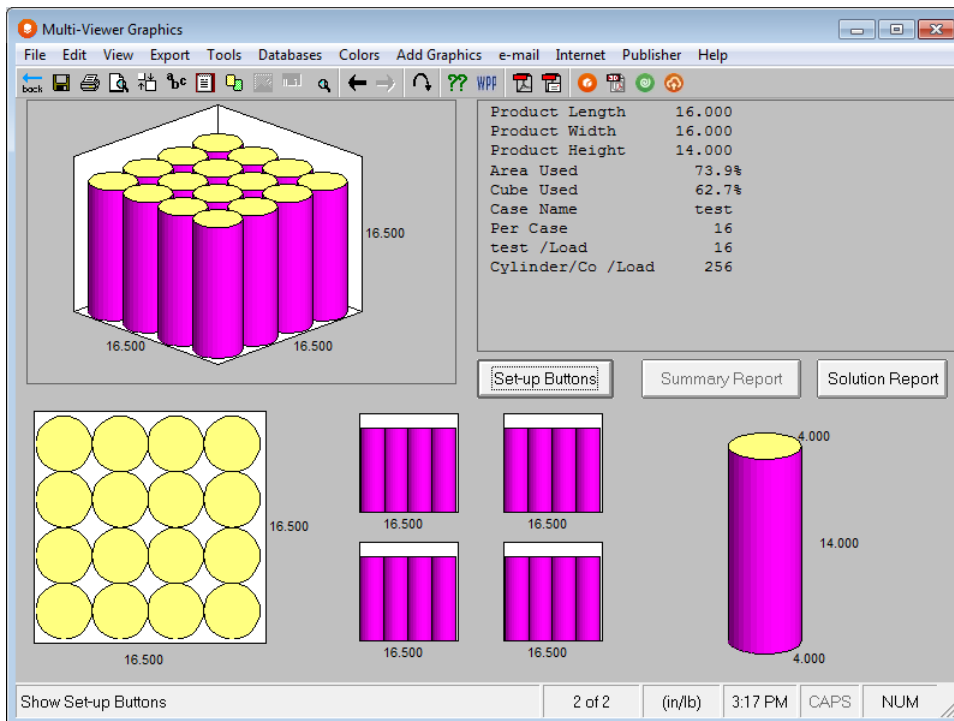 Multi-Viewer Graphics
File Edit View Export Tools Databases Colors Add Graphics e-mail Internet Publisher Help
back abc ?? WPP
Product Length 16.000
Product Width 16.000
Product Height 14.000
Area Used 73.9%
Cube Used 62.7%
Case Name test
Per Case 16
test /Load 16
Cylinder/Co /Load 256
16.500
16.500 16.500
Set-up Buttons Summary Report Solution Report
16.500
16.500
16.500 16.500
16.500 16.500
4.000
14.000
4.000
Show Set-up Buttons 2 of 2 (in/lb) 3:17 PM CAPS NUM